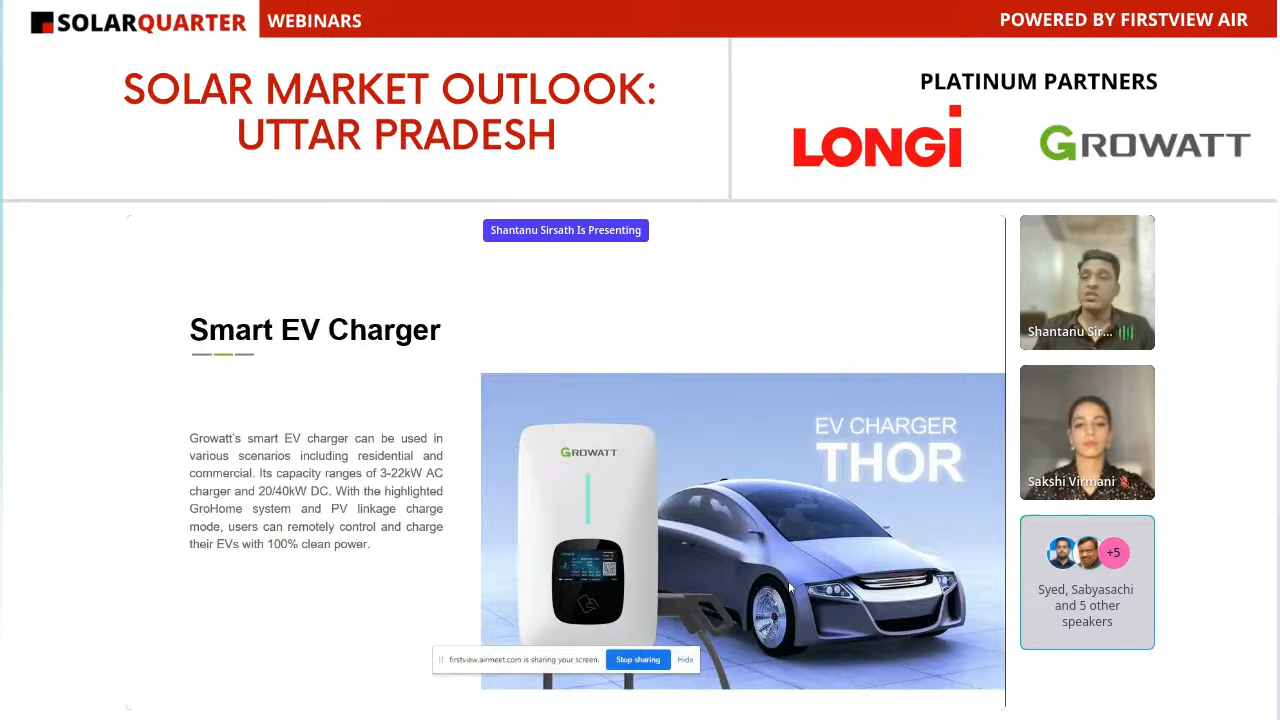 SOLARQUARTER WEBINARS
POWERED BY FIRSTVIEW AIR
SOLAR MARKET OUTLOOK:
UTTAR PRADESH
PLATINUM PARTNERS
LONGi
GROWATT
Shantanu Sirsath Is Presenting
Smart EV Charger
Growatt's smart EV charger can be used in
various scenarios including residential and
commercial. Its capacity ranges of 3-22kW AC
charger and 20/40kW DC. With the highlighted
GroHome system and PV linkage charge
mode, users can remotely control and charge
their EVs with 100% clean power.
GROWATT
EV CHARGER
THOR
firstview.airmeet.com is sharing your screen.
Stop sharing
Hide
Shantanu Sir...
Sakshi Virmani
+5
Syed, Sabyasachi
and 5 other
speakers